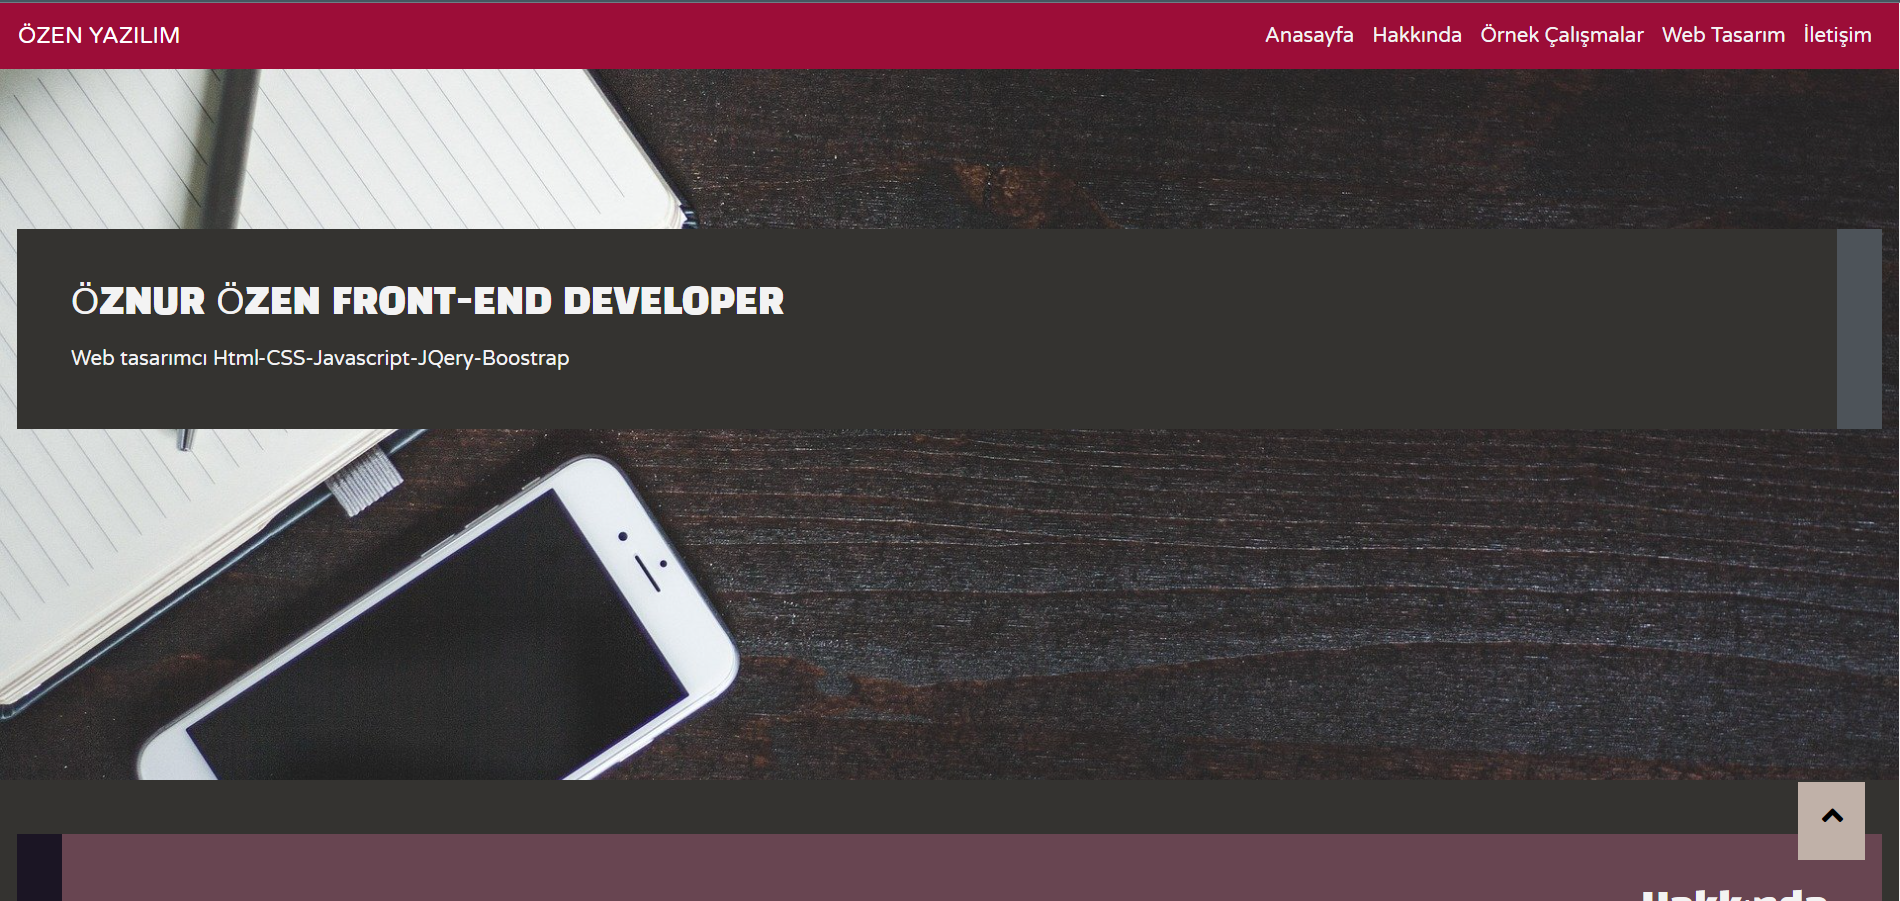 ÖZEN YAZILIM
Anasayfa Hakkında Örnek Çalışmalar Web Tasarım İletişim
ÖZNUR ÖZEN FRONT-END DEVELOPER
Web tasarımcı Html-CSS-Javascript-JQery-Boostrap
Hakkında